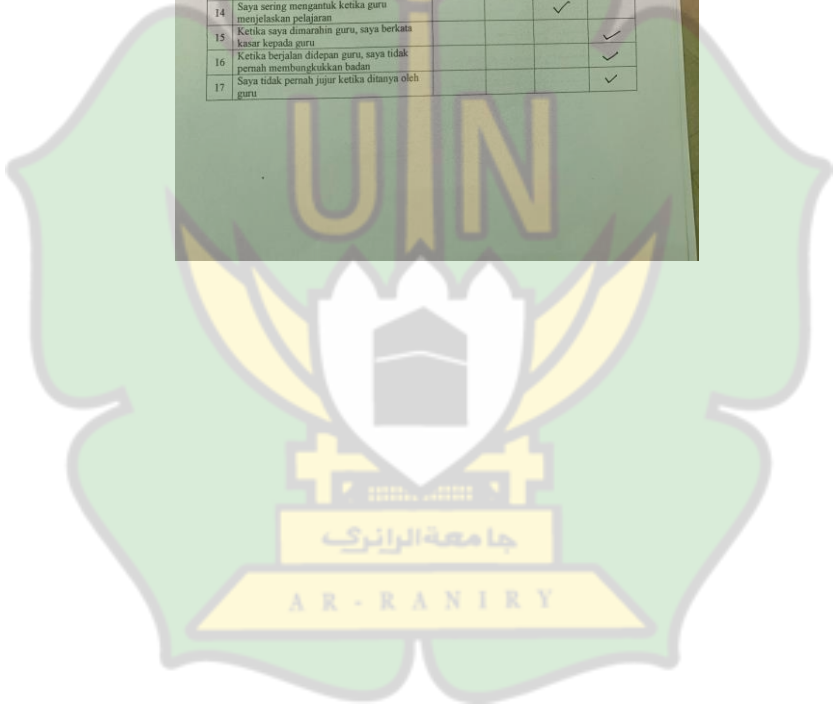 14 Saya sering mengantuk ketika guru ✓
menjelaskan pelajaran
15 Ketika saya dimarahin guru, saya berkata ✓
kasar kepada guru
16 Ketika berjalan didepan guru, saya tidak ✓
pernah membungkukkan badan
17 Saya tidak pernah jujur ketika ditanya oleh ✓
guru
UIN
جامعة الرانري
AR-RANIRY